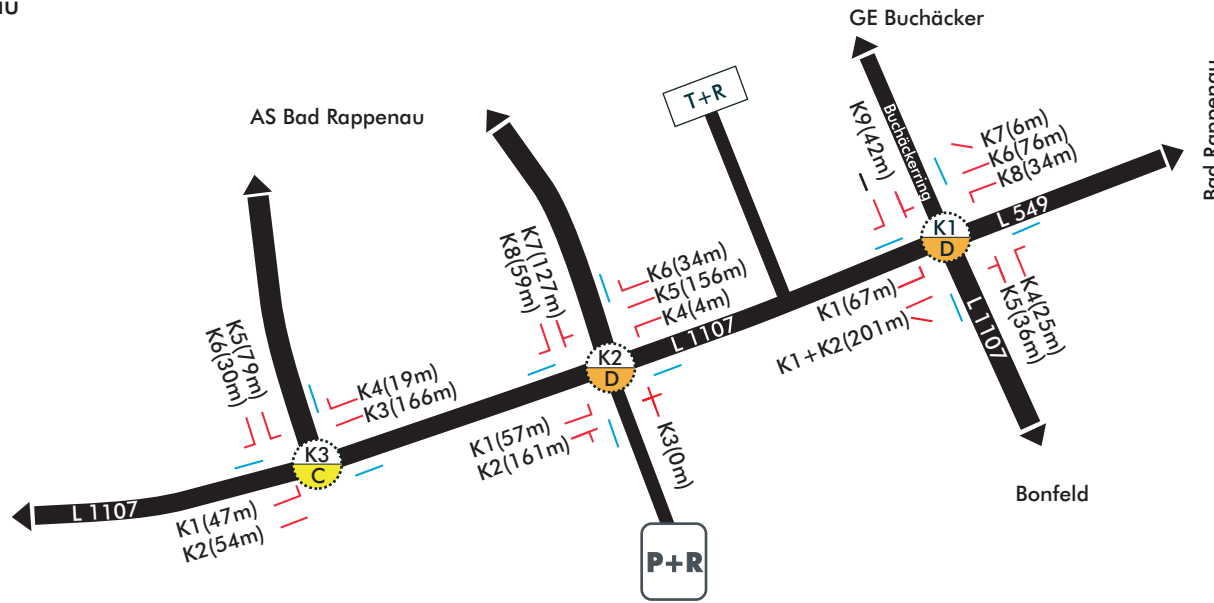 GE Buchäcker
AS Bad Rappenau
T+R
Bad Rappenau
K9(42m)
Buchäckerring
K7(6m)
K6(76m)
K8(34m)
L 549
K1
D
K7(127m)
K8(59m)
K6(34m)
K5(156m)
K4(4m)
L 1107
K1(67m)
K1+K2(201m)
L 1107
K4(25m)
K5(36m)
K5(79m)
K6(30m)
K4(19m)
K3(166m)
K2
D
K1(57m)
K2(161m)
K3(0m)
K3
C
L 1107
K1(47m)
K2(54m)
Bonfeld
P+R